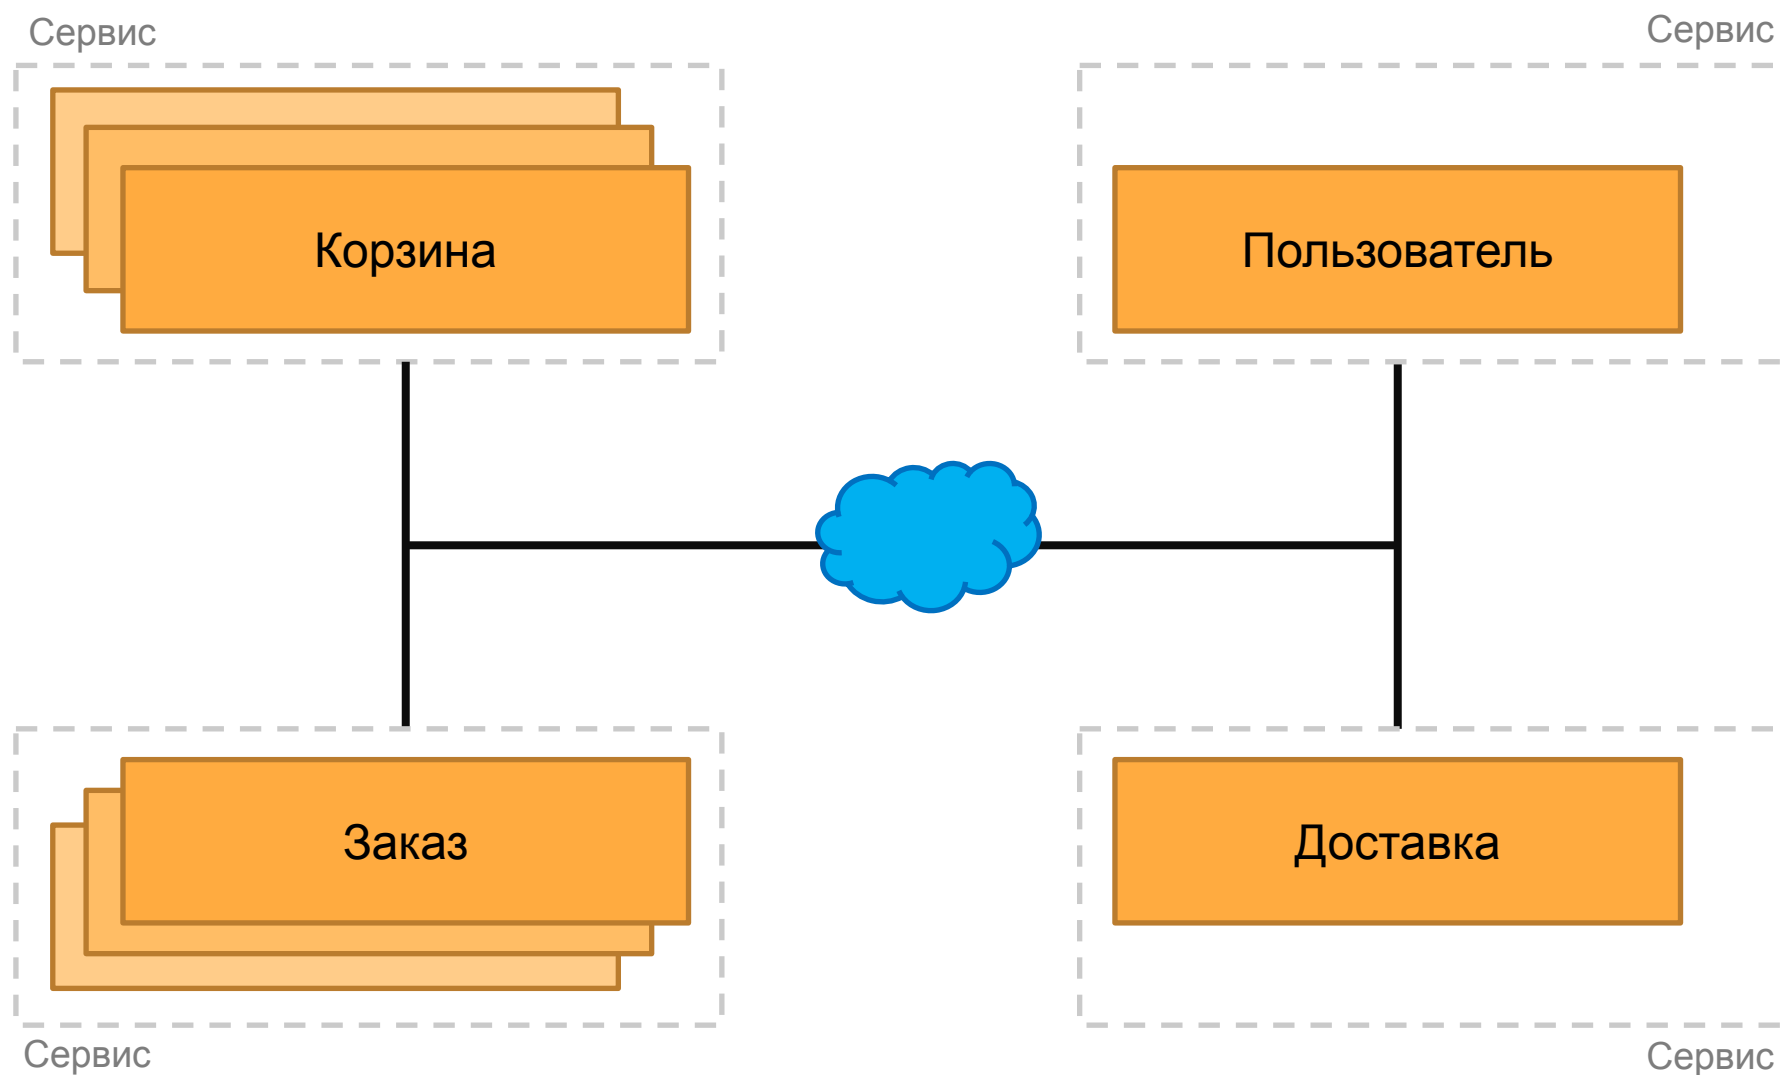 Сервис
Сервис
Корзина
Пользователь
Заказ
Доставка
Сервис
Сервис